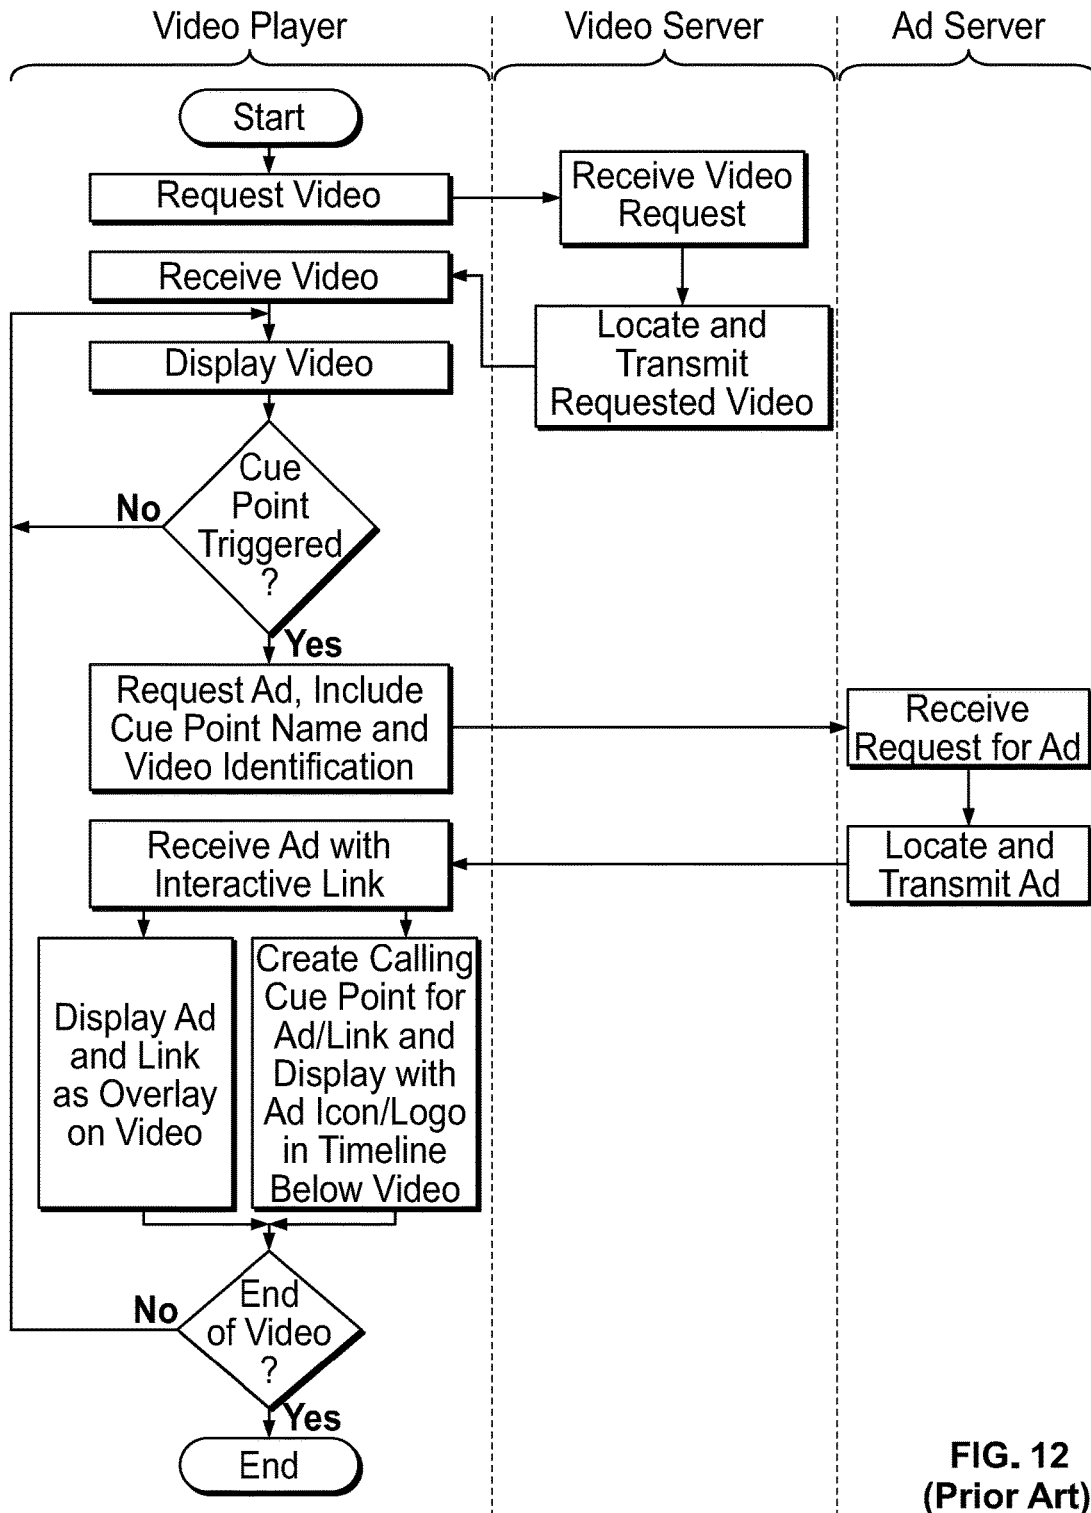 Video Player
Video Server
Ad Server
Start
Request Video
Receive Video
Request
Receive Video
Locate and
Transmit
Requested Video
Display Video
Cue
Point
Triggered
?
No
Yes
Request Ad, Include
Cue Point Name and
Video Identification
Receive
Request for Ad
Receive Ad with
Interactive Link
Locate and
Transmit Ad
Display Ad
and Link
as Overlay
on Video
Create Calling
Cue Point for
Ad/Link and
Display with
Ad Icon/Logo
in Timeline
Below Video
End
of Video
?
No
Yes
End
FIG. 12
(Prior Art)